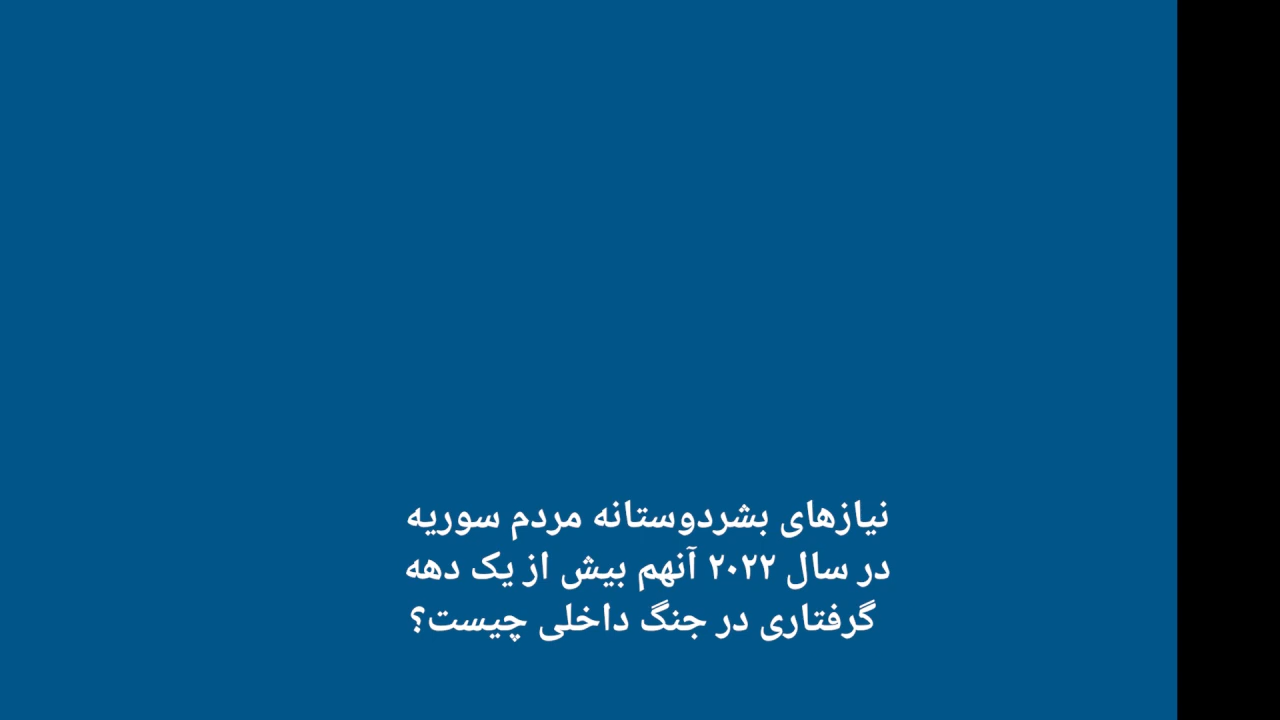 نیازهای بشردوستانه مردم سوریه
در سال ۲۰۲۲ آنهم بیش از یک دهه
گرفتاری در جنگ داخلی چیست؟